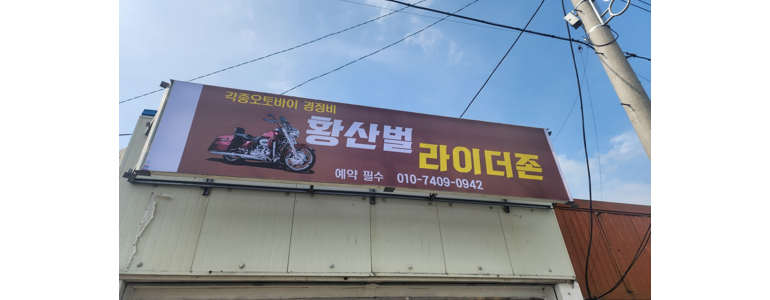 각종오토바이 경정비
황산벌 라이더존
예약 필수 010-7409-0942